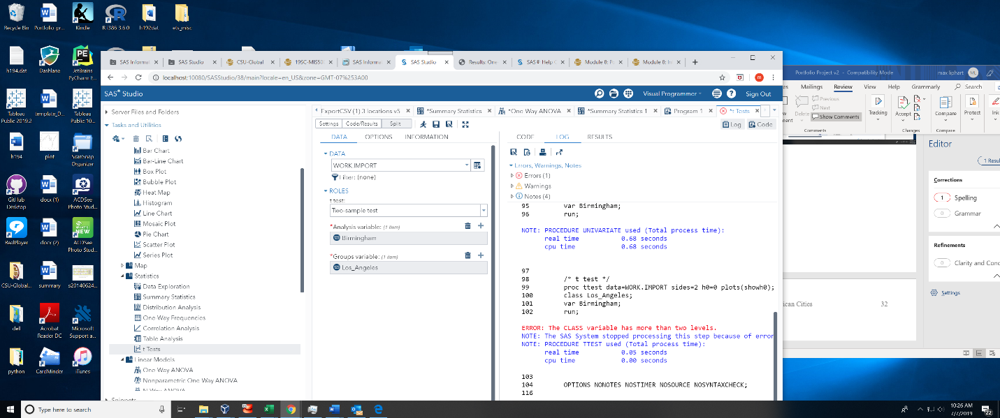 Recycle Bin
Portfolio-pr...
Kindle
R i386 3.6.0
h192dat
ets_misc
h194.dat
Dashlane
JetBrains
PyCharm E...
Tableau
Public 2019.2
template_D...
Tableau
Public 10...
h194
plot
ScanSnap
Organizer
GitHub
Desktop
docx (1)
ACDSee
Photo Stud...
RealPlayer
docx (2)
ACDSee
Photo Stud...
CSU-Global...
summary
s20140624...
dell
Acrobat
Reader DC
Microsoft
Support a...
python
CardMinder
iTunes
SAS Informat
SAS Studio
CSU-Global
19SC-MIS50
SAS Informa
SAS Studio
Results: One
SAS® Help C
Module 8: Po
Module 8: In
localhost:10080/SASStudio/38/main?locale=en_US&zone=GMT-07%253A00
SAS® Studio
Visual Programmer
Sign Out
Server Files and Folders
Tasks and Utilities
Bar Chart
Bar-Line Chart
Box Plot
Bubble Plot
Heat Map
Histogram
Line Chart
Mosaic Plot
Pie Chart
Scatter Plot
Series Plot
Map
Statistics
Data Exploration
Summary Statistics
Distribution Analysis
One Way Frequencies
Correlation Analysis
Table Analysis
t Tests
Linear Models
One Way ANOVA
Nonparametric One Way ANOVA
N-Way ANOVA
Snippets
ExportCSV (1) 3 locations v5
*Summary Statistics
*One Way ANOVA
*Summary Statistics 1
Program 1
*t Tests
Settings
Code/Results
Split
Log
Code
DATA
OPTIONS
INFORMATION
DATA
WORK.IMPORT
Filter: (none)
ROLES
t test:
Two-sample test
*Analysis variable: (1 item)
Birmingham
*Groups variable: (1 item)
Los_Angeles
CODE
LOG
RESULTS
Errors, Warnings, Notes
Errors (1)
Warnings
Notes (4)
95 var Birmingham;
96 run;
NOTE: PROCEDURE UNIVARIATE used (Total process time):
real time 0.68 seconds
cpu time 0.68 seconds
97
98 /* t test */
99 proc ttest data=WORK.IMPORT sides=2 h0=0 plots(showh0);
100 class Los_Angeles;
101 var Birmingham;
102 run;
ERROR: The CLASS variable has more than two levels.
NOTE: The SAS System stopped processing this step because of error
NOTE: PROCEDURE TTEST used (Total process time):
real time 0.05 seconds
cpu time 0.00 seconds
103
104 OPTIONS NONOTES NOSTIMER NOSOURCE NOSYNTAXCHECK;
116
Portfolio Project v2 - Compatibility Mode
max liphart
ML
es
Mailings
Review
View
Help
Grammarly
Search
Delete
Previous
Next
Show Comments
Comments
Tracking
Accept
Changes
Compare
Compare
Protect
Ink
Editor
1 Resul
Corrections
1 Spelling
0 Grammar
Refinements
0 Clarity and Conc
Settings
ican Cities 32
Type here to search
10:26 AM
7/7/2019
22